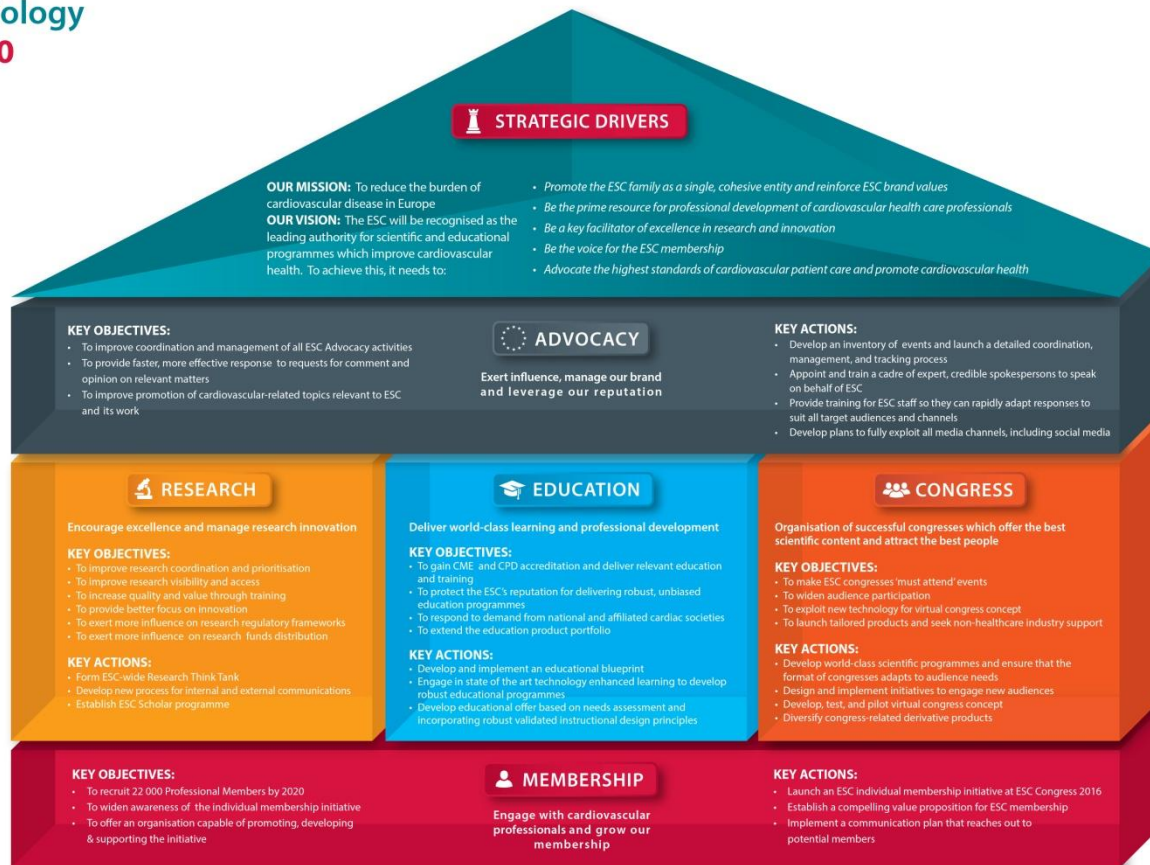 ology
0
STRATEGIC DRIVERS
OUR MISSION: To reduce the burden of
cardiovascular disease in Europe
OUR VISION: The ESC will be recognised as the
leading authority for scientific and educational
programmes which improve cardiovascular
health. To achieve this, it needs to:
• Promote the ESC family as a single, cohesive entity and reinforce ESC brand values
• Be the prime resource for professional development of cardiovascular health care professionals
• Be a key facilitator of excellence in research and innovation
• Be the voice for the ESC membership
• Advocate the highest standards of cardiovascular patient care and promote cardiovascular health
KEY OBJECTIVES:
• To improve coordination and management of all ESC Advocacy activities
• To provide faster, more effective response to requests for comment and
opinion on relevant matters
• To improve promotion of cardiovascular-related topics relevant to ESC
and its work
ADVOCACY
Exert influence, manage our brand
and leverage our reputation
KEY ACTIONS:
• Develop an inventory of events and launch a detailed coordination,
management, and tracking process
• Appoint and train a cadre of expert, credible spokespersons to speak
on behalf of ESC
• Provide training for ESC staff so they can rapidly adapt responses to
suit all target audiences and channels
• Develop plans to fully exploit all media channels, including social media
RESEARCH
Encourage excellence and manage research innovation
KEY OBJECTIVES:
• To improve research coordination and prioritisation
• To improve research visibility and access
• To increase quality and value through training
• To provide better focus on innovation
• To exert more influence on research regulatory frameworks
• To exert more influence on research funds distribution
KEY ACTIONS:
• Form ESC-wide Research Think Tank
• Develop new process for internal and external communications
• Establish ESC Scholar programme
EDUCATION
Deliver world-class learning and professional development
KEY OBJECTIVES:
• To gain CME and CPD accreditation and deliver relevant education
and training
• To protect the ESC's reputation for delivering robust, unbiased
education programmes
• To respond to demand from national and affiliated cardiac societies
• To extend the education product portfolio
KEY ACTIONS:
• Develop and implement an educational blueprint
• Engage in state of the art technology enhanced learning to develop
robust educational programmes
• Develop educational offer based on needs assessment and
incorporating robust validated instructional design principles
CONGRESS
Organisation of successful congresses which offer the best
scientific content and attract the best people
KEY OBJECTIVES:
• To make ESC congresses 'must attend' events
• To widen audience participation
• To exploit new technology for virtual congress concept
• To launch tailored products and seek non-healthcare industry support
KEY ACTIONS:
• Develop world-class scientific programmes and ensure that the
format of congresses adapts to audience needs
• Design and implement initiatives to engage new audiences
• Develop, test, and pilot virtual congress concept
• Diversify congress-related derivative products
KEY OBJECTIVES:
• To recruit 22 000 Professional Members by 2020
• To widen awareness of the individual membership initiative
• To offer an organisation capable of promoting, developing
& supporting the initiative
MEMBERSHIP
Engage with cardiovascular
professionals and grow our
membership
KEY ACTIONS:
• Launch an ESC individual membership initiative at ESC Congress 2016
• Establish a compelling value proposition for ESC membership
• Implement a communication plan that reaches out to
potential members